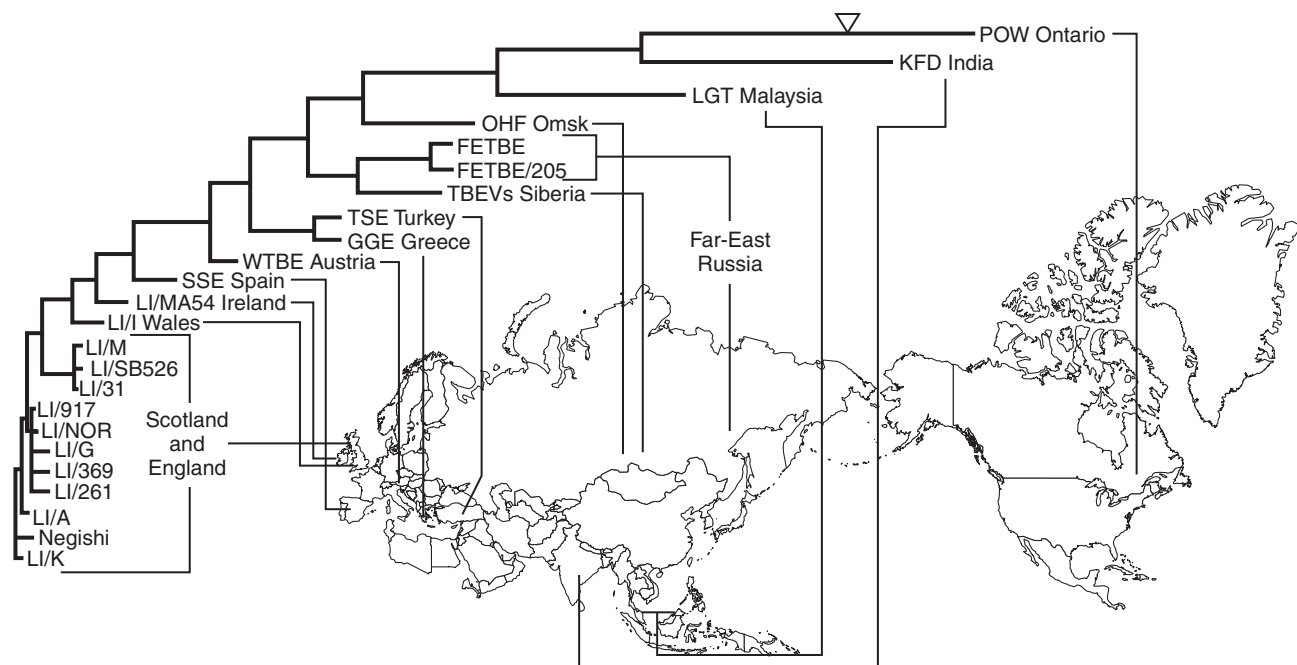 POW Ontario
KFD India
LGT Malaysia
OHF Omsk
FETBE
FETBE/205
TBEVs Siberia
TSE Turkey
GGE Greece
Far-East
Russia
WTBE Austria
SSE Spain
LI/MA54 Ireland
LI/I Wales
LI/M
LI/SB526
LI/31
LI/917
LI/NOR
LI/G
LI/369
LI/261
LI/A
Negishi
LI/K
Scotland
and
England